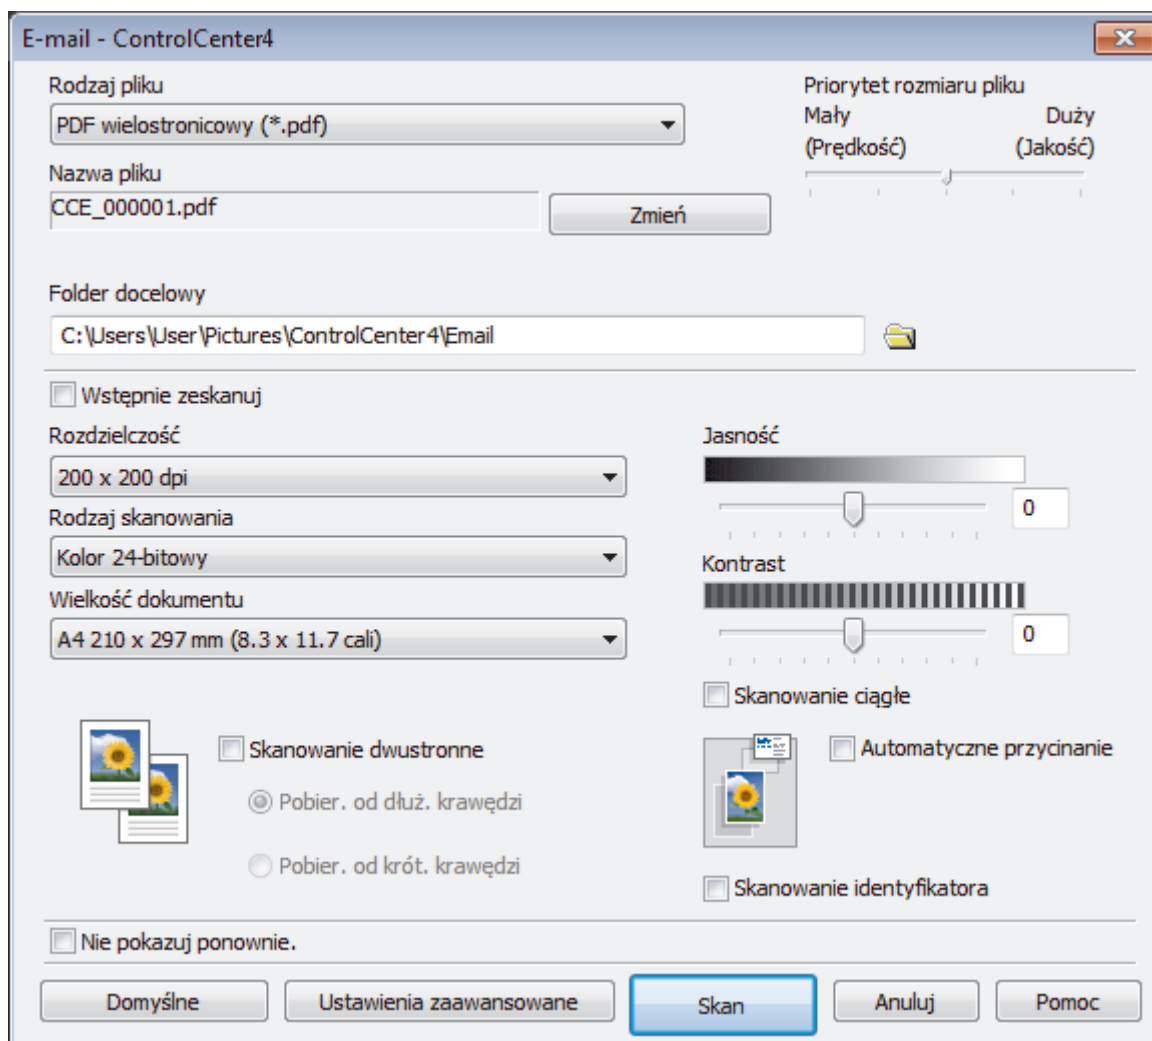 E-mail - ControlCenter4
Rodzaj pliku
PDF wielostronicowy (*.pdf)
Priorytet rozmiaru pliku
Mały Duży
(Prędkość) (Jakość)
Nazwa pliku
CCE_000001.pdf
Zmień
Folder docelowy
C:\Users\User\Pictures\ControlCenter4\Email
Wstępnie zeskanuj
Rozdzielczość
200 x 200 dpi
Rodzaj skanowania
Kolor 24-bitowy
Wielkość dokumentu
A4 210 x 297 mm (8.3 x 11.7 cali)
Jasność
0
Kontrast
0
Skanowanie ciągłe
Skanowanie dwustronne
Pobier. od dłuż. krawędzi
Pobier. od krót. krawędzi
Automatyczne przycinanie
Skanowanie identyfikatora
Nie pokazuj ponownie.
Domyślne Ustawienia zaawansowane Skan Anuluj Pomoc